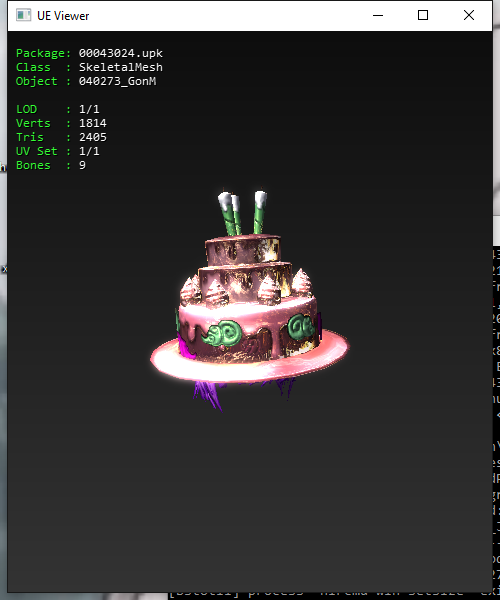 UE Viewer
Package: 00043024.upk
Class : SkeletalMesh
Object : 040273_GonM
LOD : 1/1
Verts : 1814
Tris : 2405
UV Set : 1/1
Bones : 9